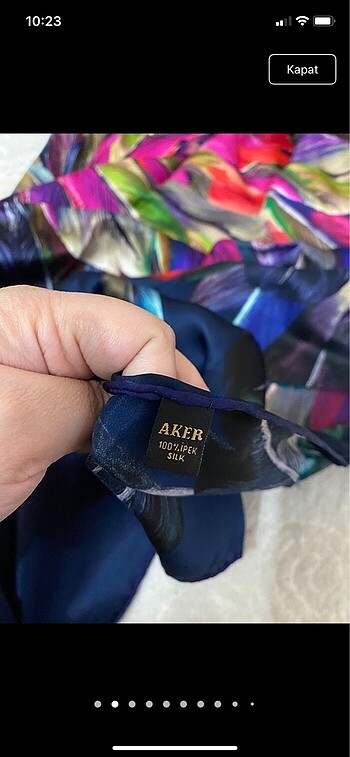 10:23
Kapat
AKER
100% İPEK
SILK